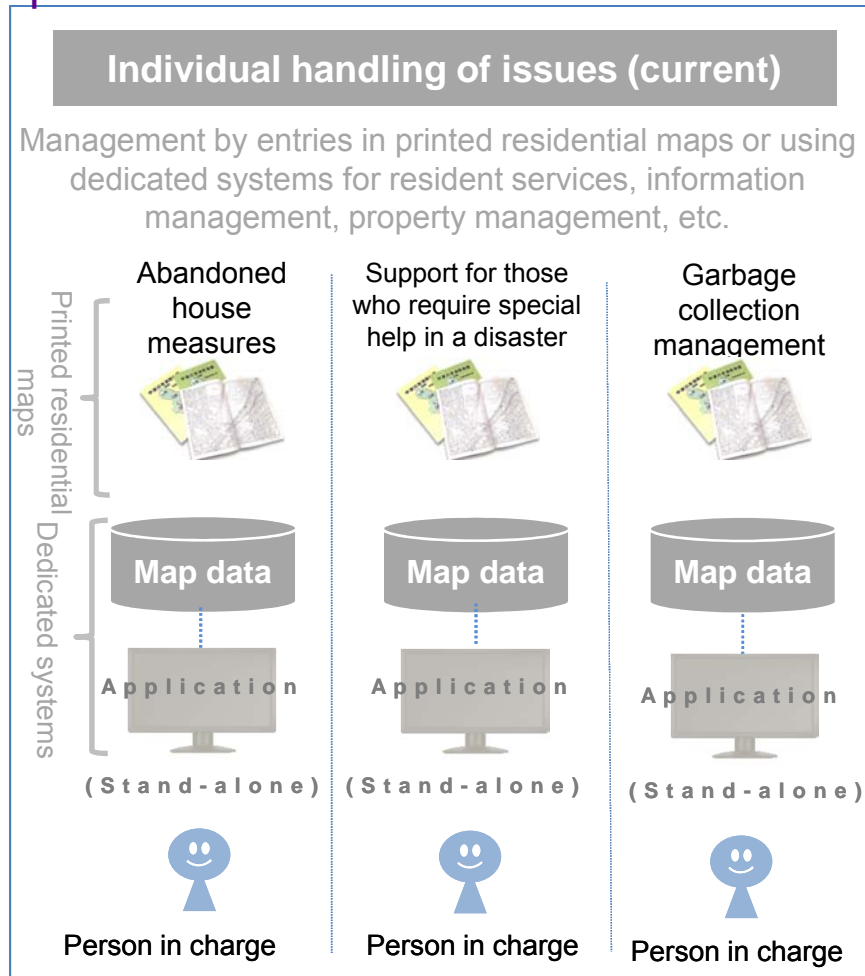 Individual handling of issues (current)
Management by entries in printed residential maps or using
dedicated systems for resident services, information
management, property management, etc.
Printed residential
maps
Abandoned
house
measures
Support for those
who require special
help in a disaster
Garbage
collection
management
Dedicated systems
Map data
Map data
Map data
Application
Application
Application
(Stand-alone)
(Stand-alone)
(Stand-alone)
Person in charge
Person in charge
Person in charge